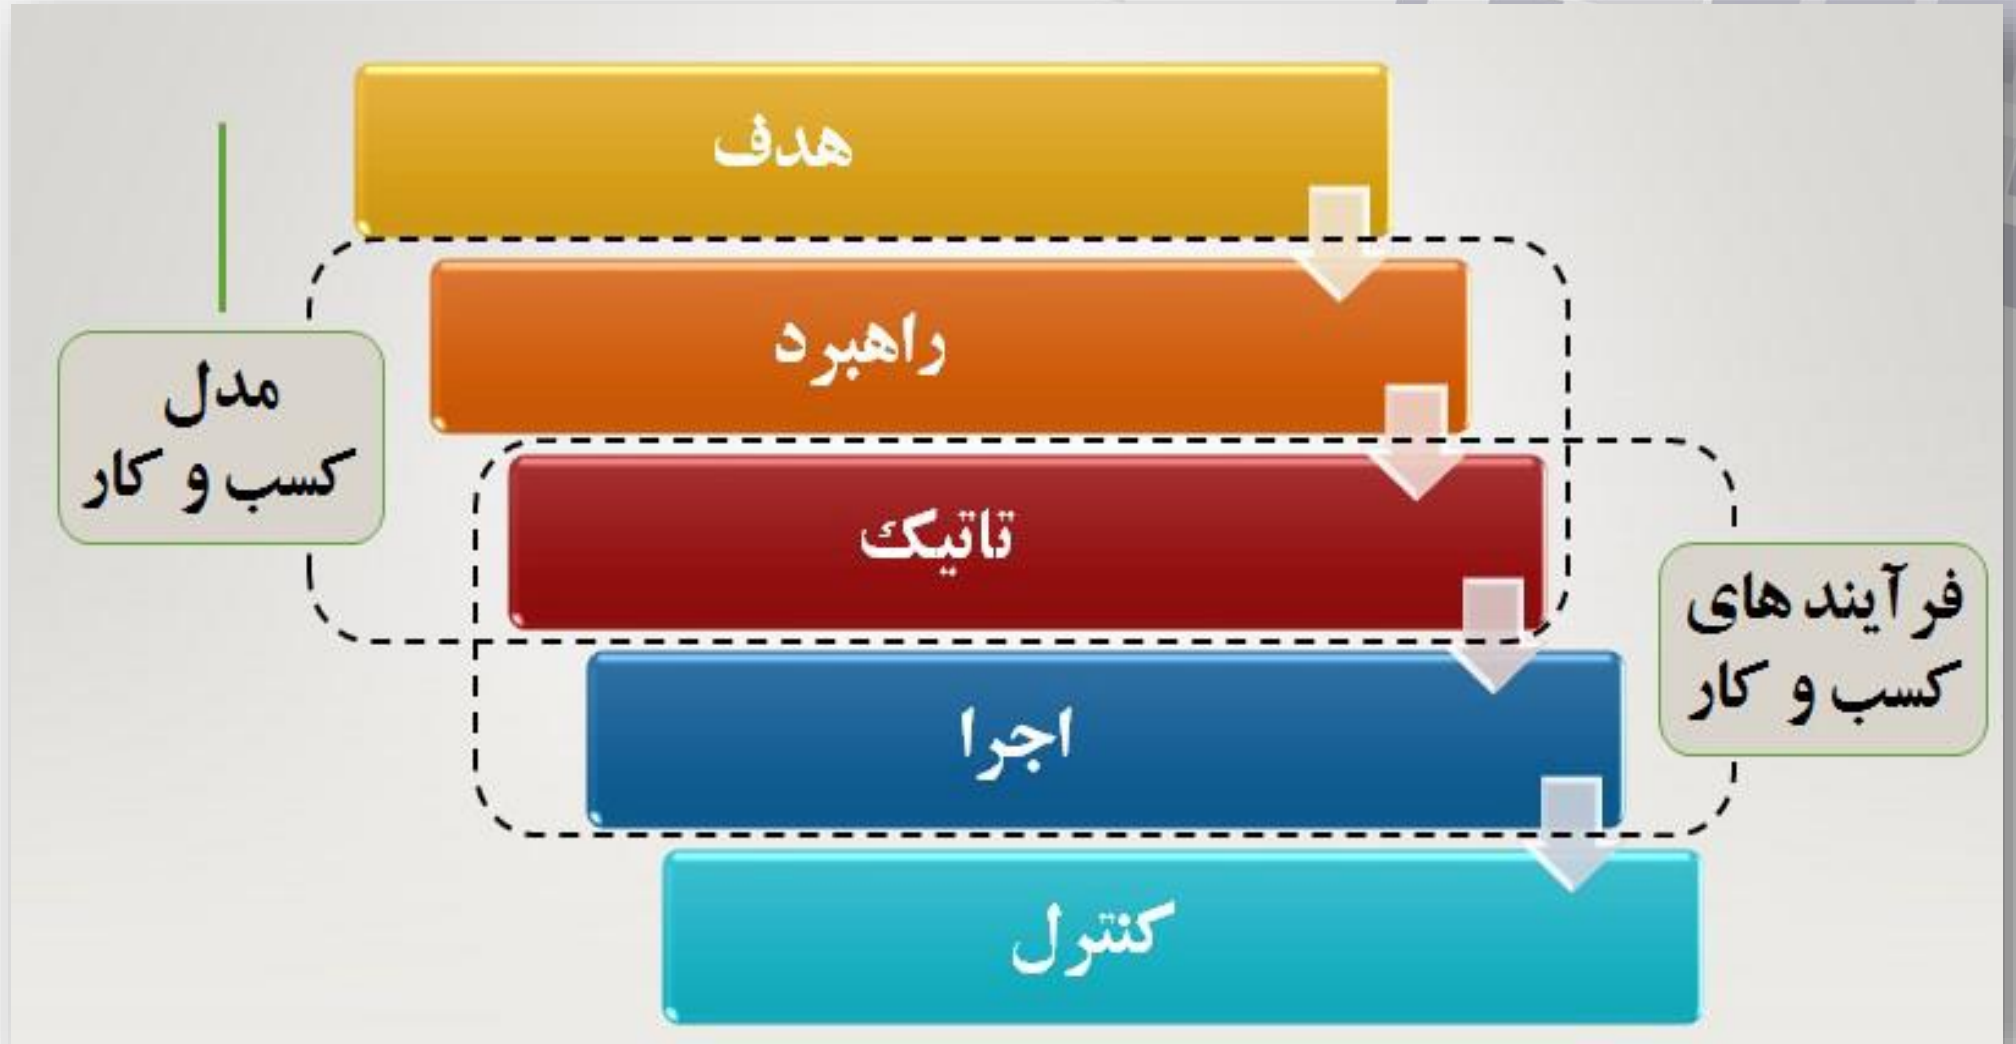 هدف
راهبرد
مدل
کسب و کار
تاتیک
فرآیند های
کسب و کار
اجرا
کنترل